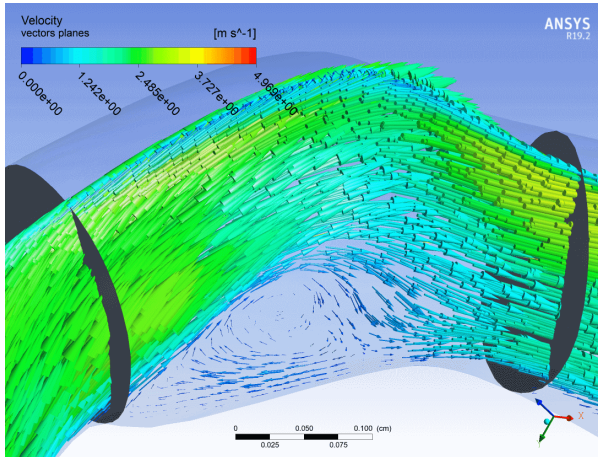 Velocity
vectors planes
[m s^-1]
ANSYS
R19.2
0.000e+00
1.242e+00
2.485e+00
3.727e+00
4.969e+00
0 0.050 0.100 (cm)
0.025 0.075
X